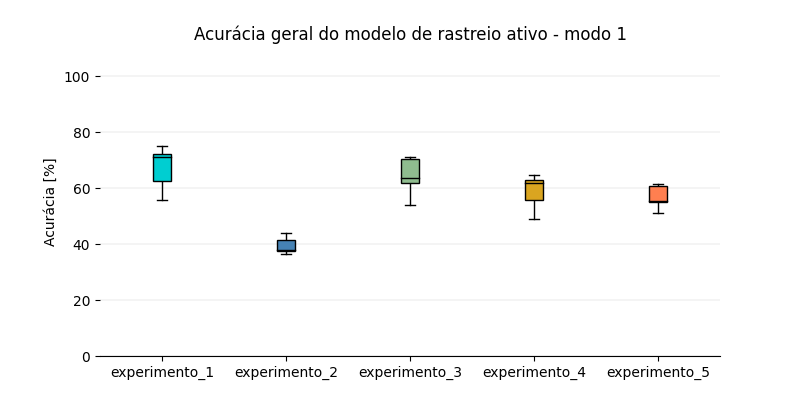 Acurácia geral do modelo de rastreio ativo - modo 1
Acurácia [%]
100
80
60
40
20
0
experimento_1 experimento_2 experimento_3 experimento_4 experimento_5